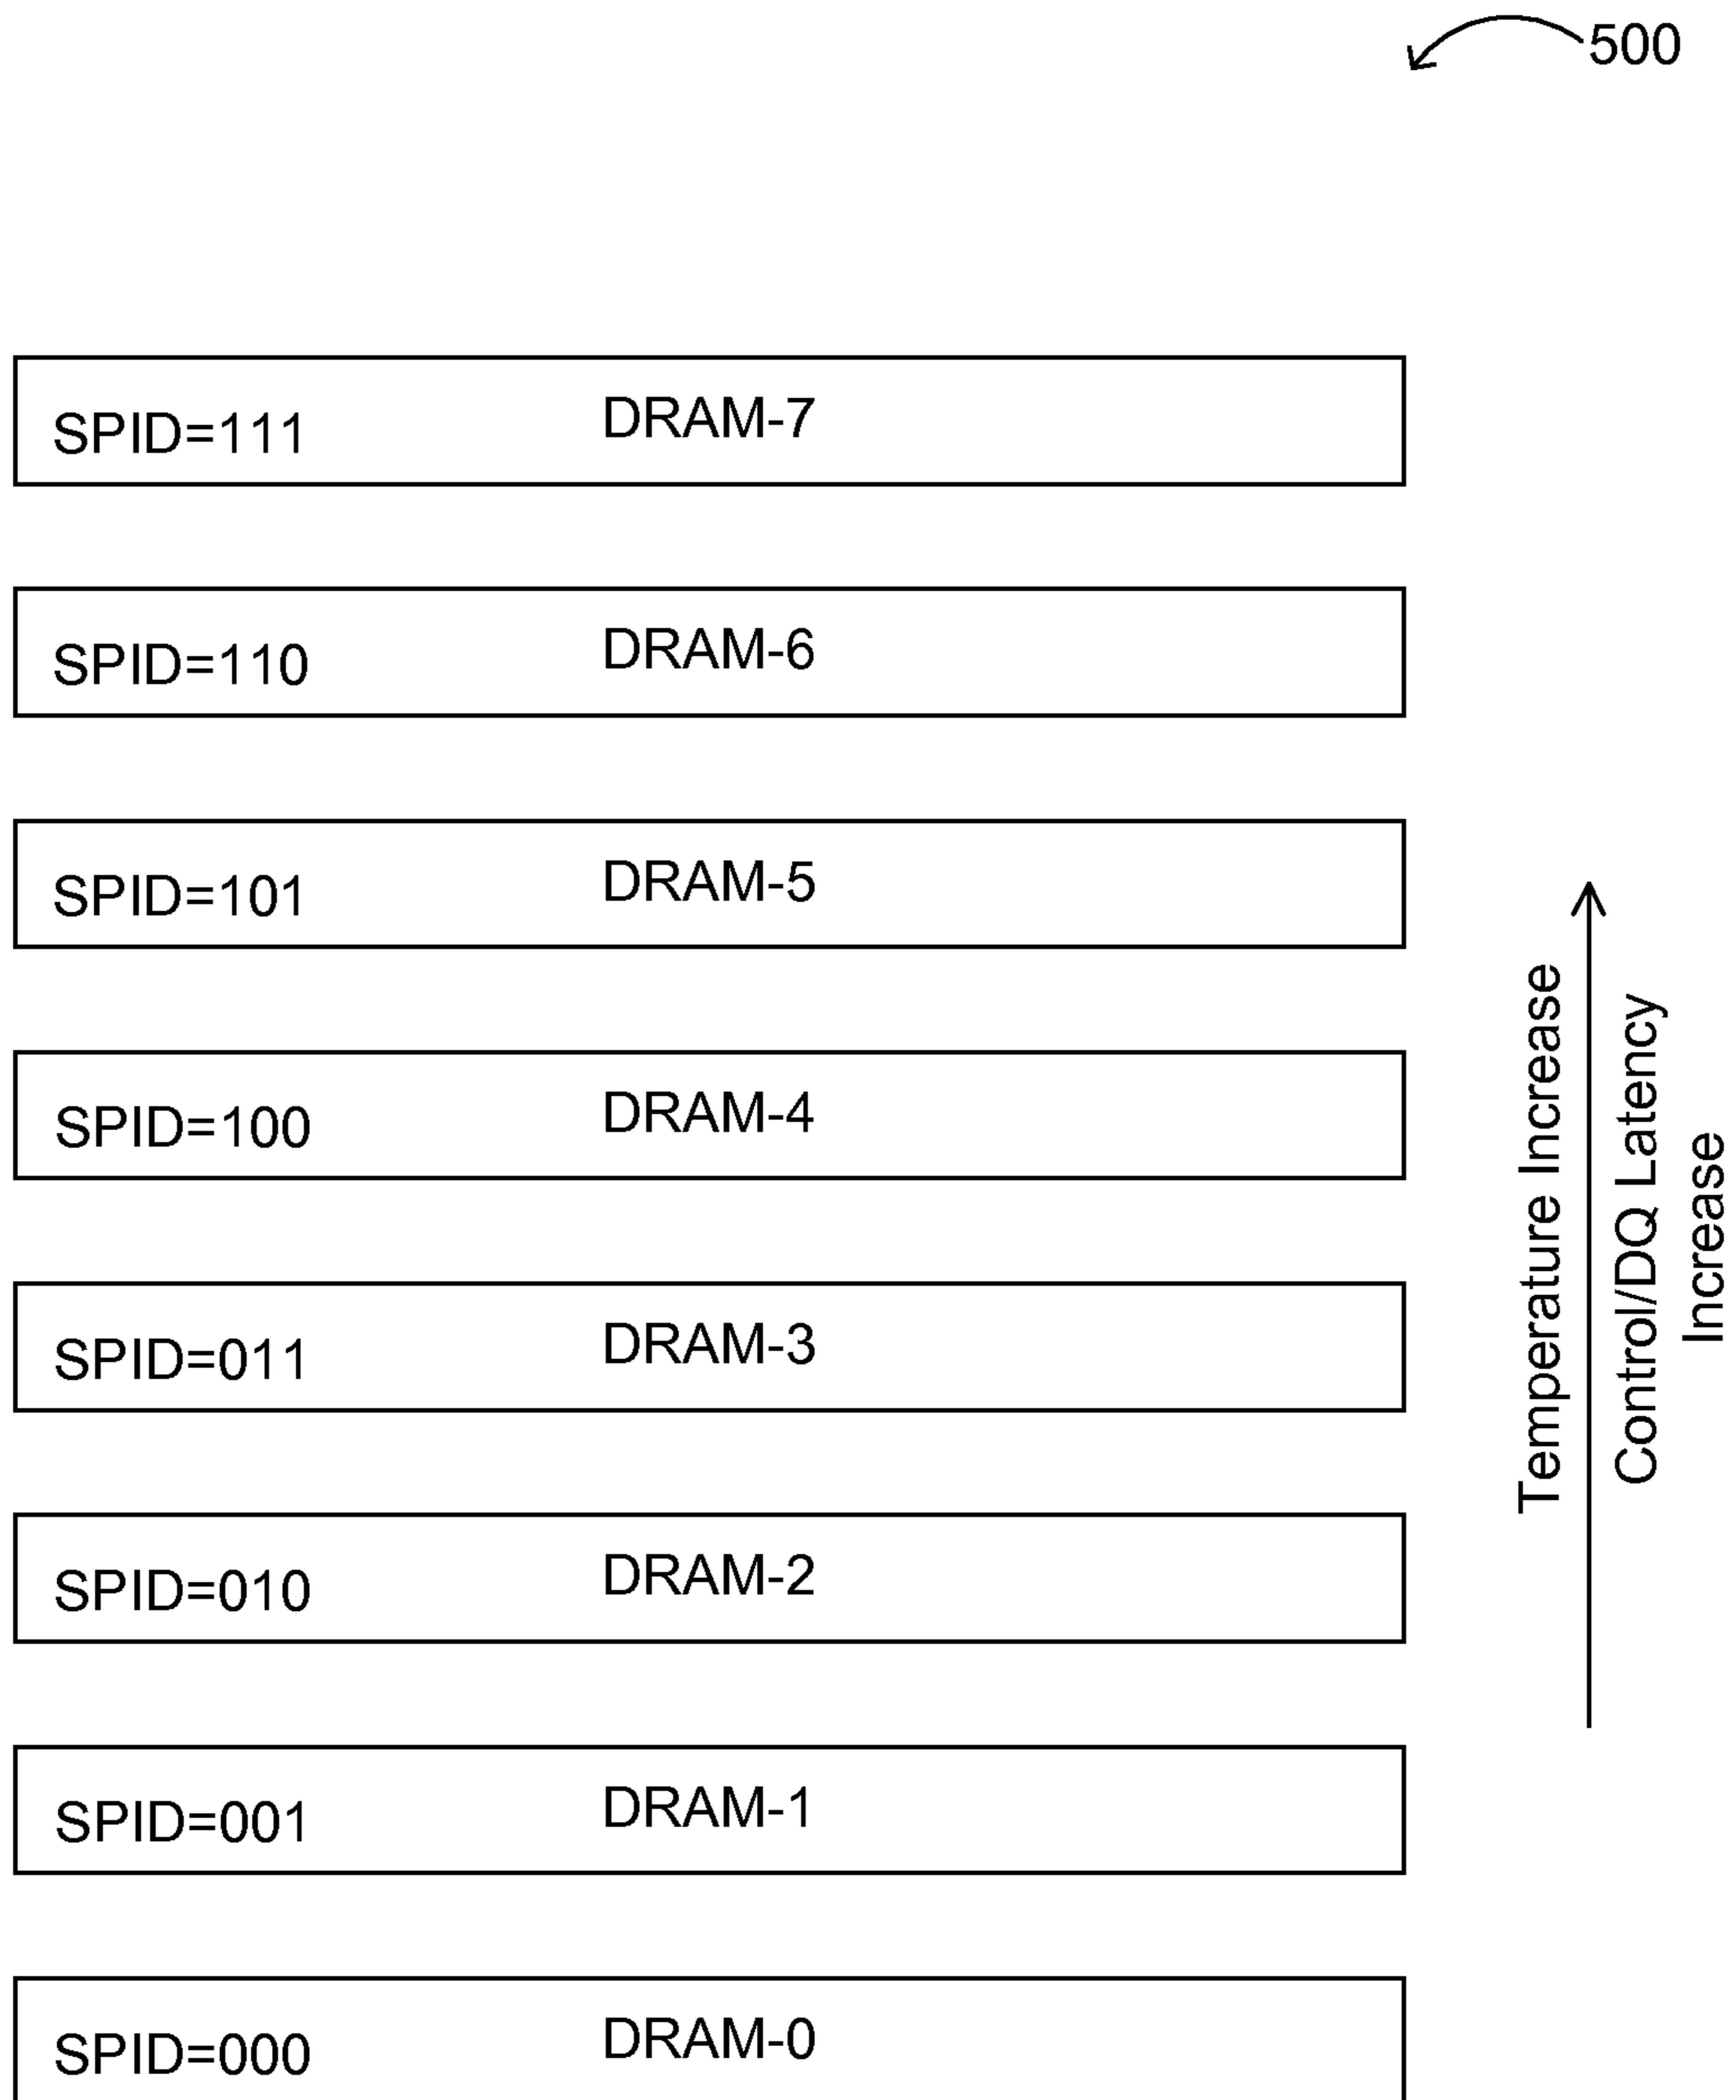 500
SPID=111 DRAM-7
SPID=110 DRAM-6
SPID=101 DRAM-5
SPID=100 DRAM-4
SPID=011 DRAM-3
SPID=010 DRAM-2
SPID=001 DRAM-1
SPID=000 DRAM-0
Temperature Increase
Control/DQ Latency
Increase